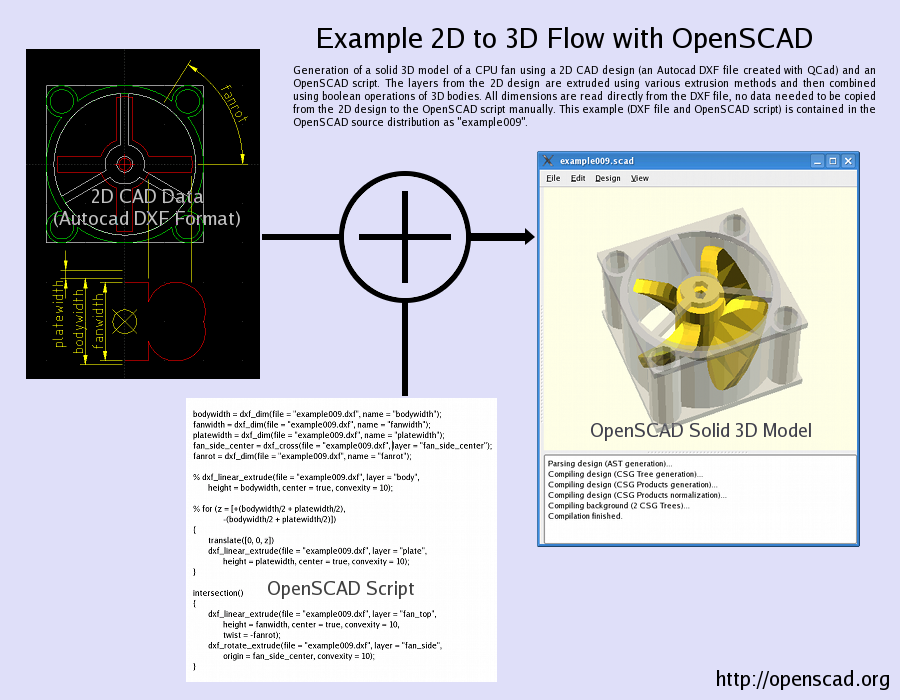 Example 2D to 3D Flow with OpenSCAD
Generation of a solid 3D model of a CPU fan using a 2D CAD design (an Autocad DXF file created with QCad) and an
OpenSCAD script. The layers from the 2D design are extruded using various extrusion methods and then combined
using boolean operations of 3D bodies. All dimensions are read directly from the DXF file, no data needed to be copied
from the 2D design to the OpenSCAD script manually. This example (DXF file and OpenSCAD script) is contained in the
OpenSCAD source distribution as "example009".
fanrot
2D CAD Data
(Autocad DXF Format)
platewidth
bodywidth
fanwidth
example009.scad
File Edit Design View
OpenSCAD Solid 3D Model
Parsing design (AST generation)...
Compiling design (CSG Tree generation)...
Compiling design (CSG Products generation)...
Compiling design (CSG Products normalization)...
Compiling background (2 CSG Trees)...
Compilation finished.
bodywidth = dxf_dim(file = "example009.dxf", name = "bodywidth");
fanwidth = dxf_dim(file = "example009.dxf", name = "fanwidth");
platewidth = dxf_dim(file = "example009.dxf", name = "platewidth");
fan_side_center = dxf_cross(file = "example009.dxf", layer = "fan_side_center");
fanrot = dxf_dim(file = "example009.dxf", name = "fanrot");
% dxf_linear_extrude(file = "example009.dxf", layer = "body",
height = bodywidth, center = true, convexity = 10);
% for (z = [+(bodywidth/2 + platewidth/2),
-(bodywidth/2 + platewidth/2)])
{
translate([0, 0, z])
dxf_linear_extrude(file = "example009.dxf", layer = "plate",
height = platewidth, center = true, convexity = 10);
}
intersection()
OpenSCAD Script
{
dxf_linear_extrude(file = "example009.dxf", layer = "fan_top",
height = fanwidth, center = true, convexity = 10,
twist = -fanrot);
dxf_rotate_extrude(file = "example009.dxf", layer = "fan_side",
origin = fan_side_center, convexity = 10);
}
http://openscad.org